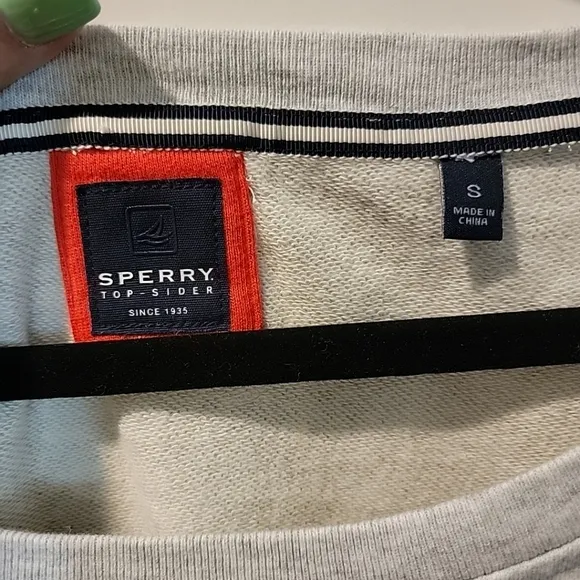 SPERRY.
TOP-SIDER
SINCE 1935
S
MADE IN
CHINA